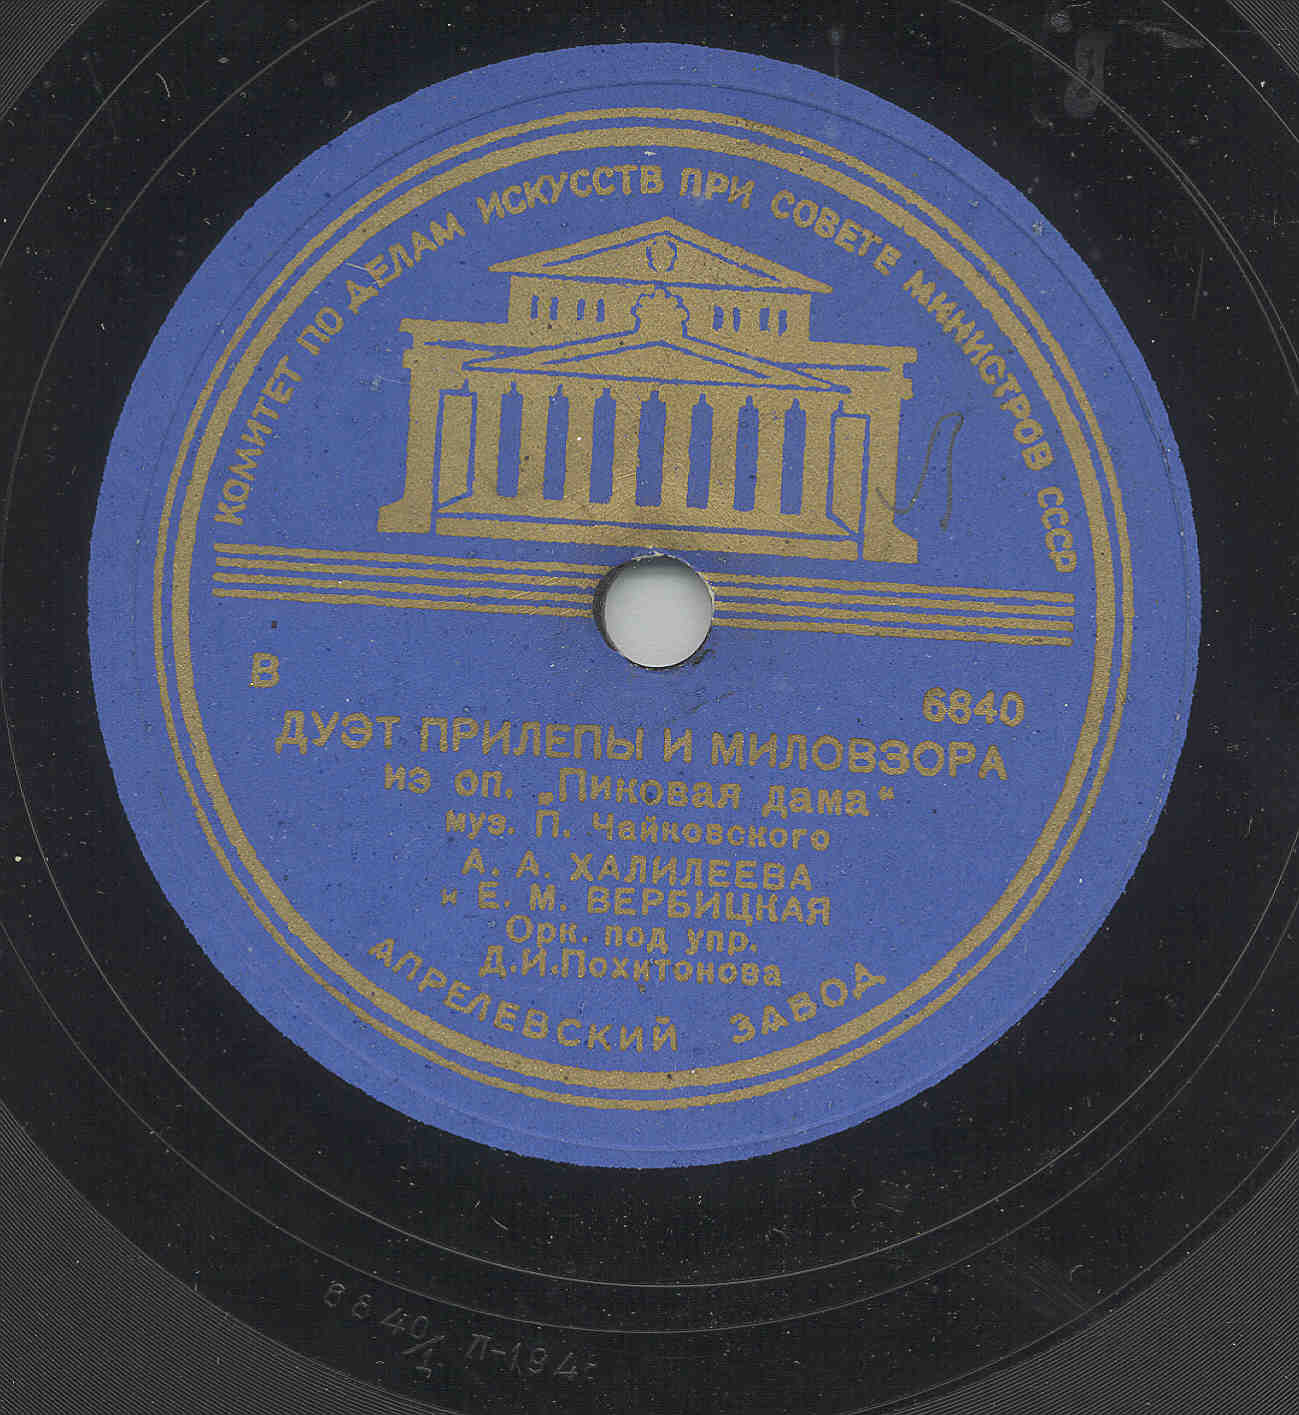 КОМИТЕТ ПО ДЕЛАМ ИСКУССТВ ПРИ СОВЕТЕ МИНИСТРОВ СССР
В 6840
ДУЭТ ПРИЛЕПЫ И МИЛОВЗОРА
из оп. „Пиковая дама“
муз. П. Чайковского
А. А. ХАЛИЛЕЕВА
и Е. М. ВЕРБИЦКАЯ
Орк. под упр.
Д.И.Похитонова
АПРЕЛЕВСКИЙ ЗАВОД